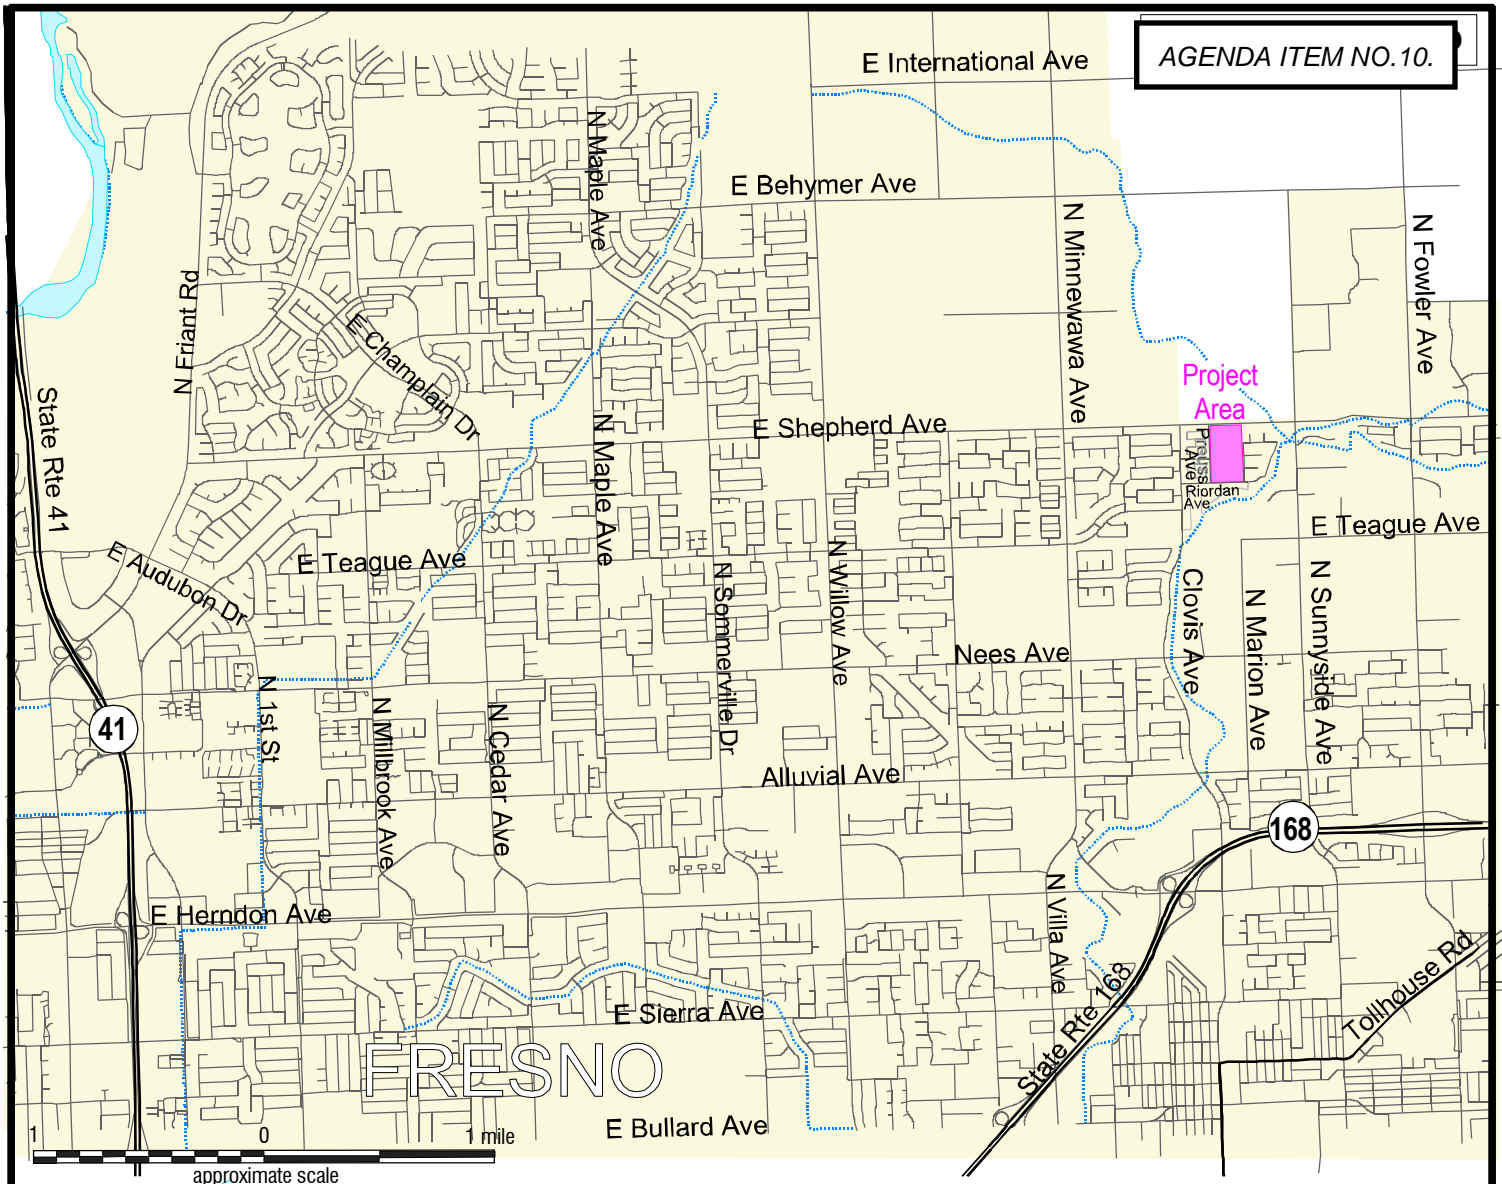 AGENDA ITEM NO.10.
E International Ave
N Maple Ave
E Behymer Ave
N Minnewawa Ave
N Fowler Ave
N Friant Rd
E Champlain Dr
Project
Area
State Rte 41
E Shepherd Ave
N Maple Ave
Preuss
Ave
Riordan
Ave
E Teague Ave
E Audubon Dr
E Teague Ave
N Sommerville Dr
N Willow Ave
Clovis Ave
N Marion Ave
N Sunnyside Ave
Nees Ave
41
N 1st St
N Millbrook Ave
N Cedar Ave
Alluvial Ave
168
E Herndon Ave
N Villa Ave
State Rte 168
Tollhouse Rd
E Sierra Ave
FRESNO
E Bullard Ave
1
0
1 mile
approximate scale